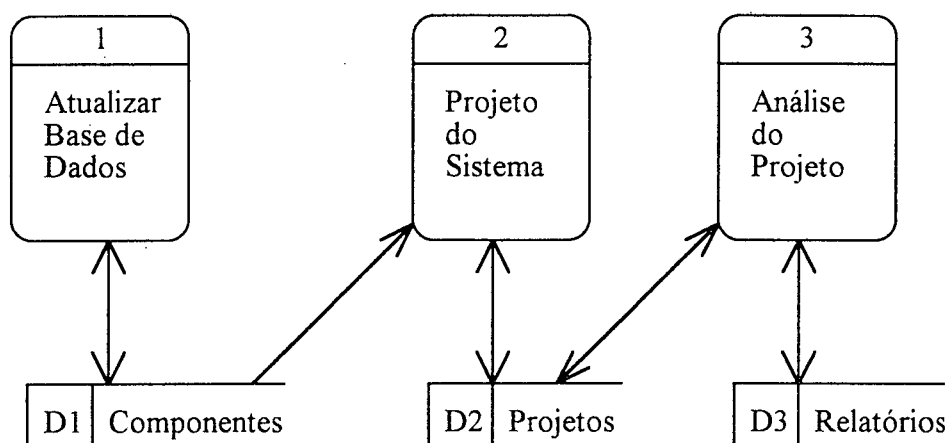 1
Atualizar
Base de
Dados
2
Projeto
do
Sistema
3
Análise
do
Projeto
D1 Componentes
D2 Projetos
D3 Relatórios